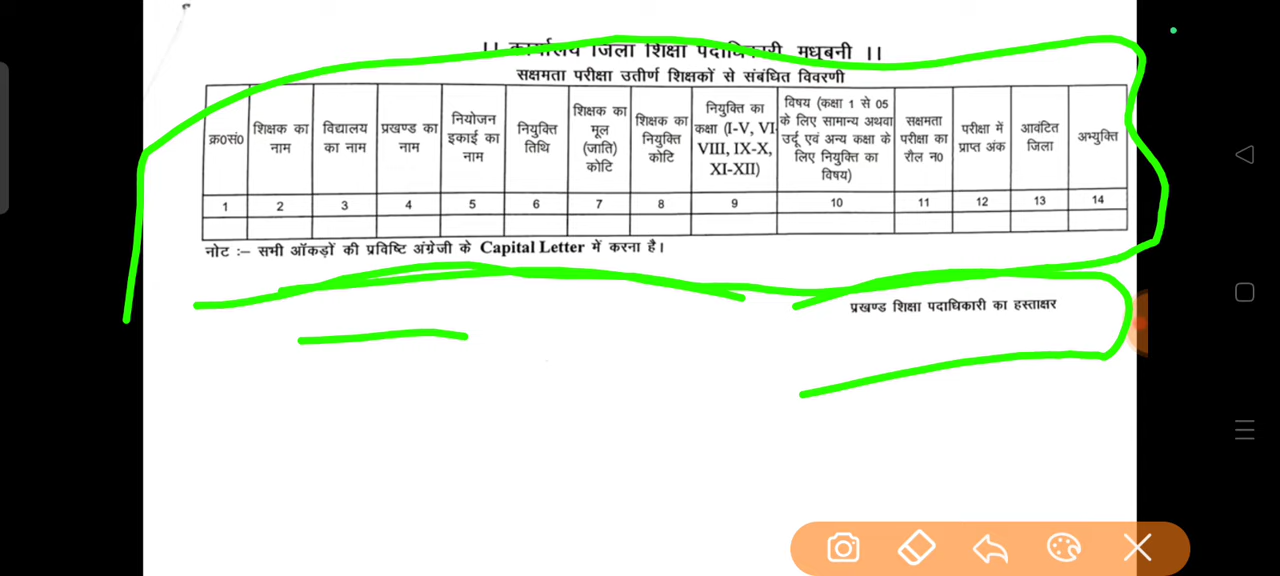 ।। कार्यालय जिला शिक्षा पदाधिकारी, मधुबनी ।।
सक्षमता परीक्षा उतीर्ण शिक्षकों से संबंधित विवरणी
क्र०सं० शिक्षक का नाम विद्यालय का नाम प्रखण्ड का नाम नियोजन इकाई का नाम नियुक्ति तिथि शिक्षक का मूल (जाति) कोटि शिक्षक का नियुक्ति कोटि नियुक्ति का कक्षा (I-V, VI-VIII, IX-X, XI-XII) विषय (कक्षा 1 से 05 के लिए सामान्य अथवा उर्दू एवं अन्य कक्षा के लिए नियुक्ति का विषय) सक्षमता परीक्षा का रौल न० परीक्षा में प्राप्त अंक आवंटित जिला अभ्युक्ति
1 2 3 4 5 6 7 8 9 10 11 12 13 14
नोट :– सभी ऑकड़ों की प्रविष्टि अंग्रेजी के Capital Letter में करना है।
प्रखण्ड शिक्षा पदाधिकारी का हस्ताक्षर